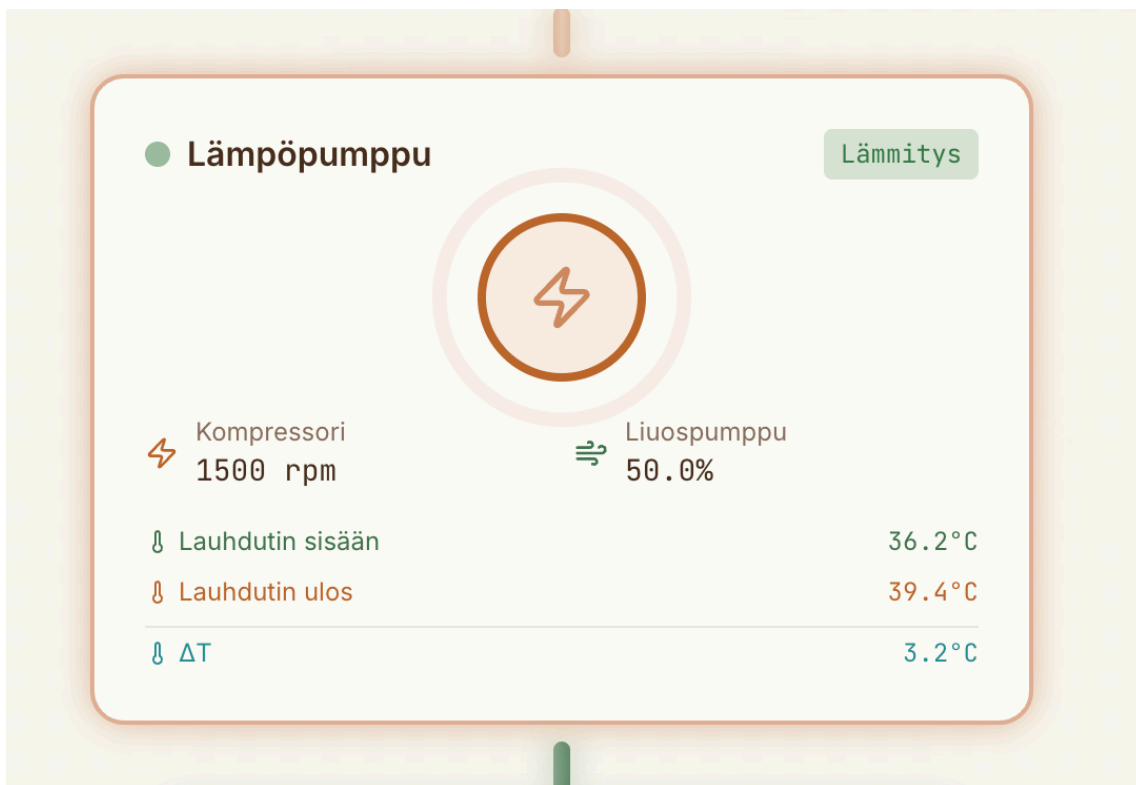 Lämpöpumppu
Lämmitys
Kompressori
1500 rpm
Liuospumppu
50.0%
Lauhdutin sisään 36.2°C
Lauhdutin ulos 39.4°C
ΔT 3.2°C